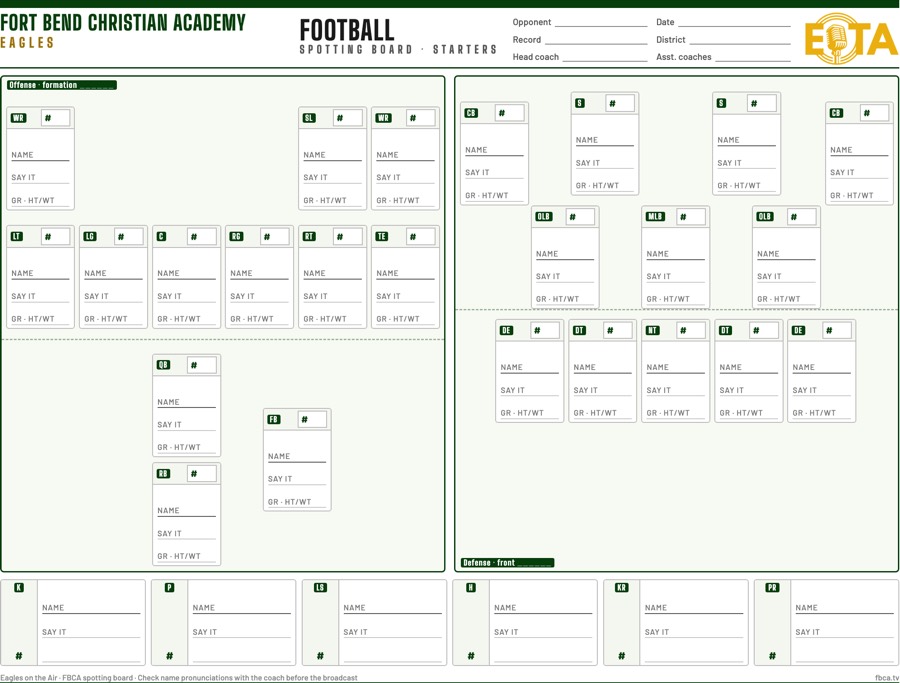 FORT BEND CHRISTIAN ACADEMY
EAGLES
FOOTBALL
SPOTTING BOARD · STARTERS
Opponent
Date
Record
District
Head coach
Asst. coaches
EOTA
Offense · formation
WR #
NAME
SAY IT
GR · HT/WT
SL #
NAME
SAY IT
GR · HT/WT
WR #
NAME
SAY IT
GR · HT/WT
LT #
NAME
SAY IT
GR · HT/WT
LG #
NAME
SAY IT
GR · HT/WT
C #
NAME
SAY IT
GR · HT/WT
RG #
NAME
SAY IT
GR · HT/WT
RT #
NAME
SAY IT
GR · HT/WT
TE #
NAME
SAY IT
GR · HT/WT
QB #
NAME
SAY IT
GR · HT/WT
FB #
NAME
SAY IT
GR · HT/WT
RB #
NAME
SAY IT
GR · HT/WT
CB #
NAME
SAY IT
GR · HT/WT
S #
NAME
SAY IT
GR · HT/WT
S #
NAME
SAY IT
GR · HT/WT
CB #
NAME
SAY IT
GR · HT/WT
OLB #
NAME
SAY IT
GR · HT/WT
MLB #
NAME
SAY IT
GR · HT/WT
OLB #
NAME
SAY IT
GR · HT/WT
DE #
NAME
SAY IT
GR · HT/WT
DT #
NAME
SAY IT
GR · HT/WT
NT #
NAME
SAY IT
GR · HT/WT
DT #
NAME
SAY IT
GR · HT/WT
DE #
NAME
SAY IT
GR · HT/WT
Defense · front
K
NAME
SAY IT
#
P
NAME
SAY IT
#
LS
NAME
SAY IT
#
H
NAME
SAY IT
#
KR
NAME
SAY IT
#
PR
NAME
SAY IT
#
Eagles on the Air · FBCA spotting board · Check name pronunciations with the coach before the broadcast
fbca.tv